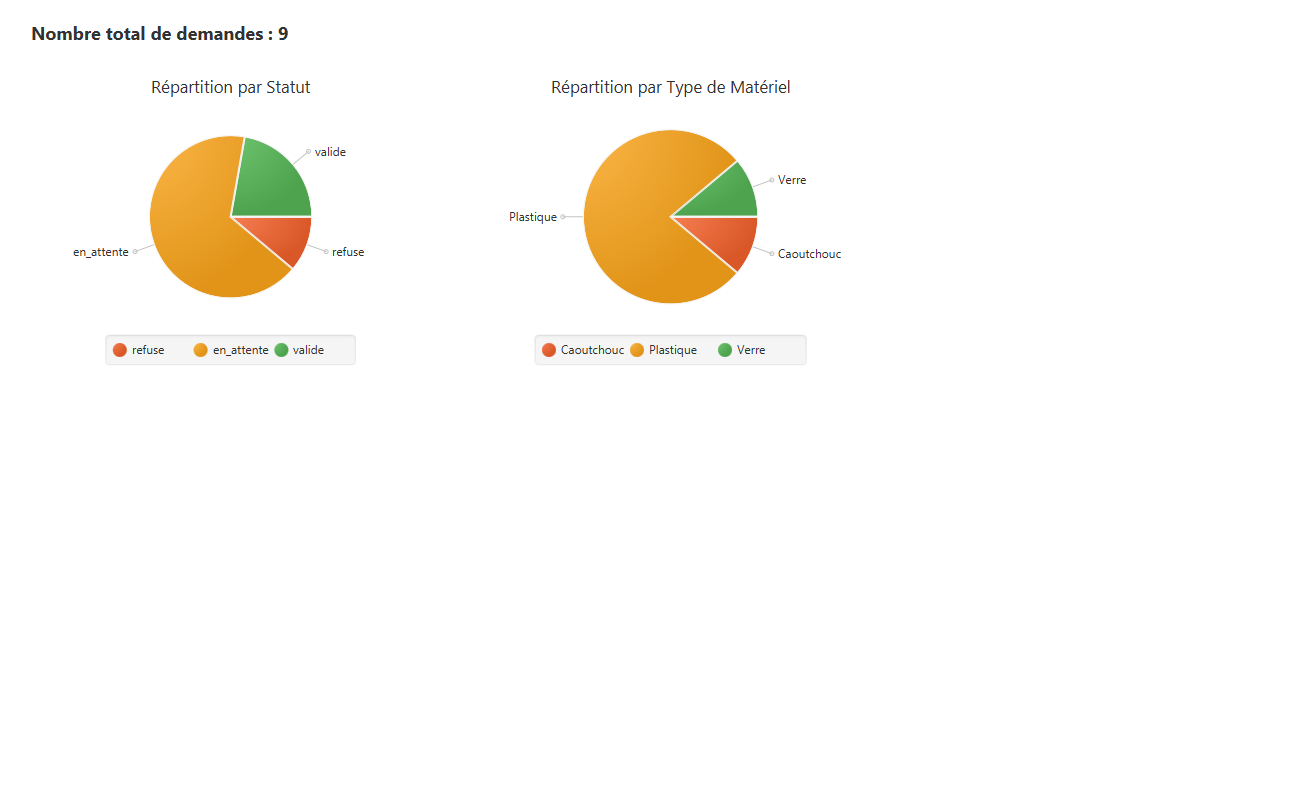 Nombre total de demandes : 9
Répartition par Statut
valide
en_attente
refuse
refuse en_attente valide
Répartition par Type de Matériel
Verre
Plastique
Caoutchouc
Caoutchouc Plastique Verre